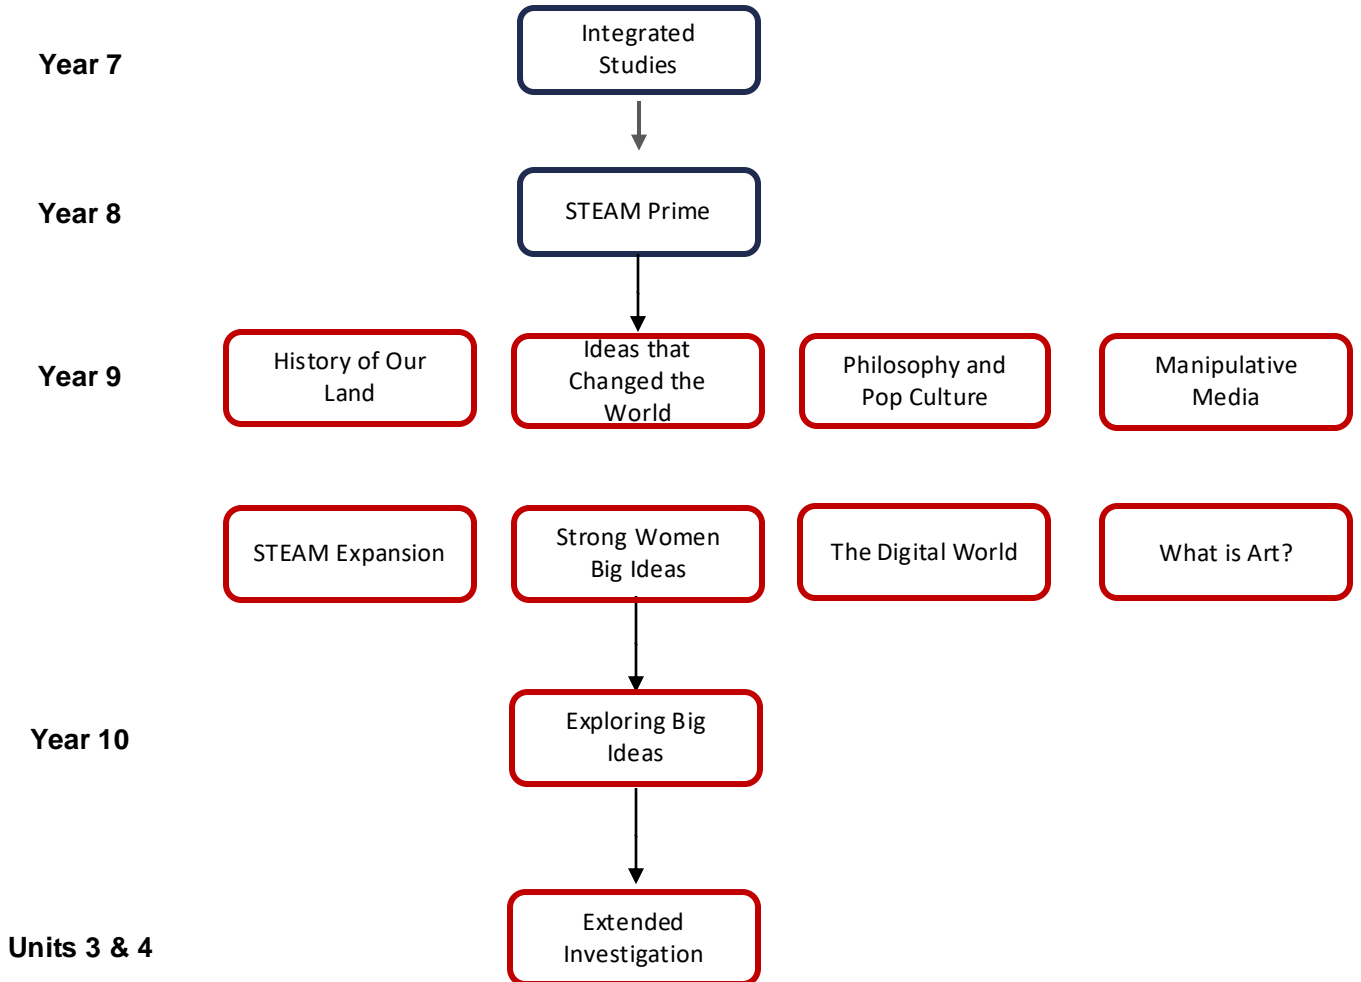 Year 7
Integrated
Studies
Year 8
STEAM Prime
Year 9
History of Our
Land
Ideas that
Changed the
World
Philosophy and
Pop Culture
Manipulative
Media
STEAM Expansion
Strong Women
Big Ideas
The Digital World
What is Art?
Year 10
Exploring Big
Ideas
Units 3 & 4
Extended
Investigation